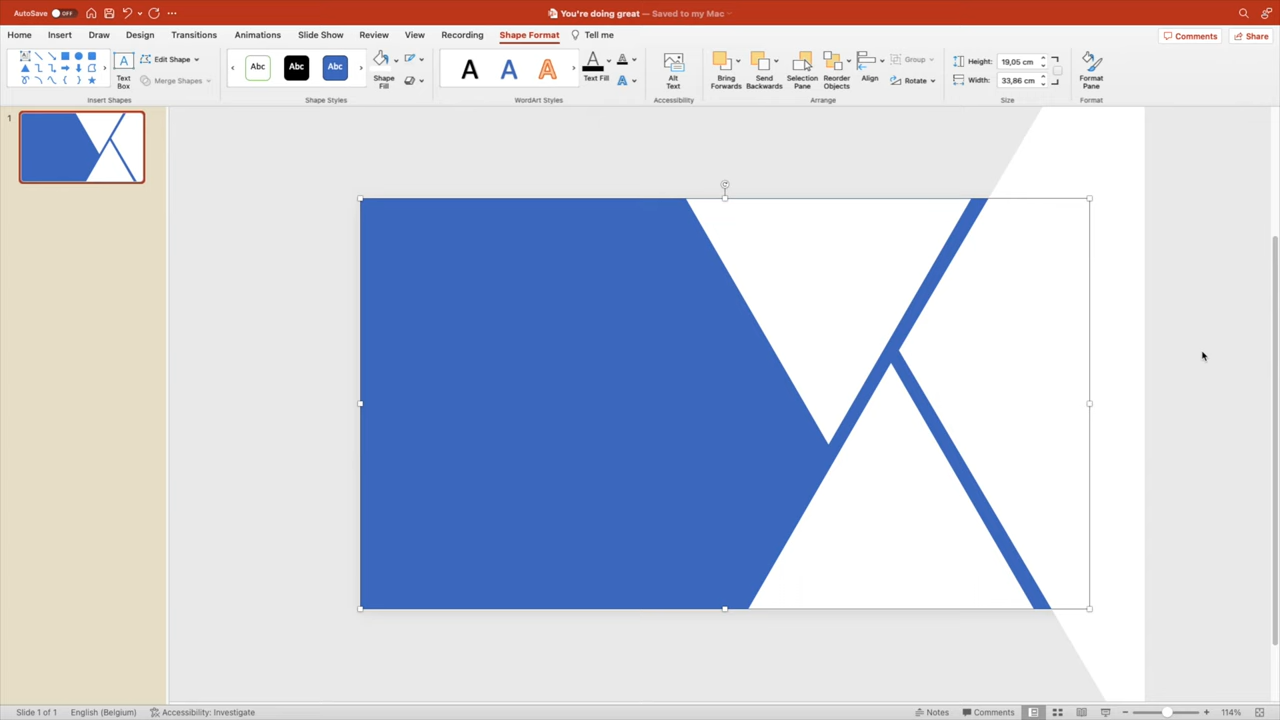 AutoSave OFF
You're doing great — Saved to my Mac
Home Insert Draw Design Transitions Animations Slide Show Review View Recording Shape Format Tell me
Comments Share
Edit Shape
Merge Shapes
Text Box
Insert Shapes
Abc Abc Abc
Shape Fill
Shape Styles
A A A
Text Fill
WordArt Styles
Alt Text
Accessibility
Bring Forwards
Send Backwards
Selection Pane
Reorder Objects
Align
Group
Rotate
Arrange
Height: 19,05 cm
Width: 33,86 cm
Size
Format Pane
Format
1
Slide 1 of 1 English (Belgium) Accessibility: Investigate Notes Comments 114%